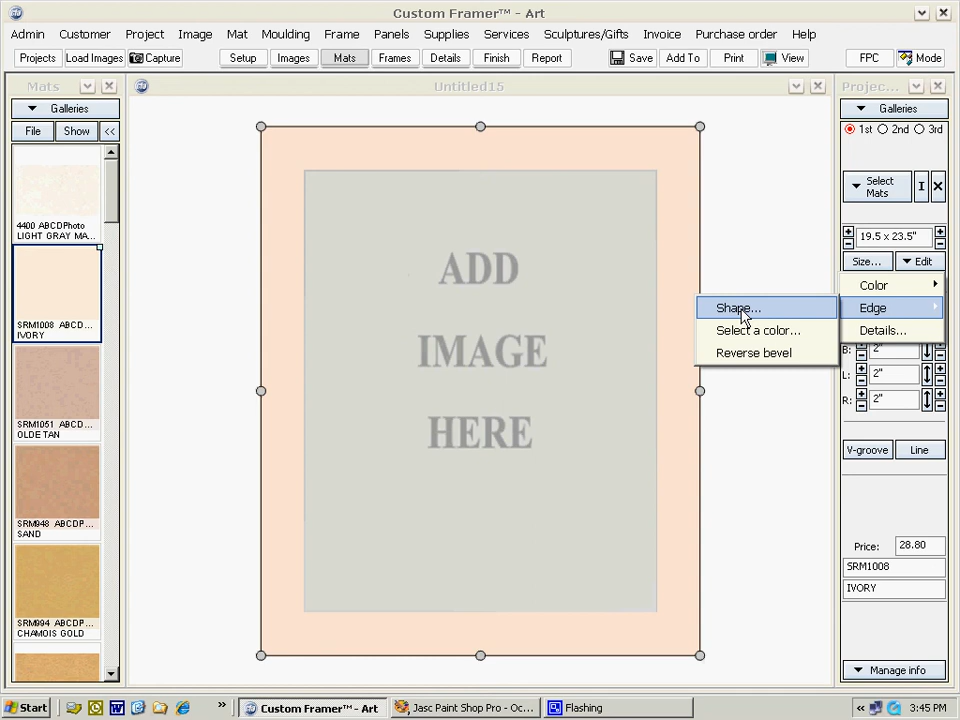 Custom Framer™ - Art
Admin Customer Project Image Mat Moulding Frame Panels Supplies Services Sculptures/Gifts Invoice Purchase order Help
Projects Load Images Capture Setup Images Mats Frames Details Finish Report Save Add To Print View FPC Mode
Mats
Galleries
File Show <<
4400 ABCDPhoto
LIGHT GRAY MA...
SRM1008 ABCD...
IVORY
SRM1051 ABCD...
OLDE TAN
SRM948 ABCDP...
SAND
SRM994 ABCDP...
CHAMOIS GOLD
Untitled15
ADD
IMAGE
HERE
Projec...
Galleries
1st 2nd 3rd
Select
Mats
I X
19.5 x 23.5"
Size... Edit
Color
Edge
Details...
Shape...
Select a color...
Reverse bevel
B: 2"
L: 2"
R: 2"
V-groove Line
Price: 28.80
SRM1008
IVORY
Manage info
Start » Custom Framer™ - Art Jasc Paint Shop Pro - Oc... Flashing « 3:45 PM